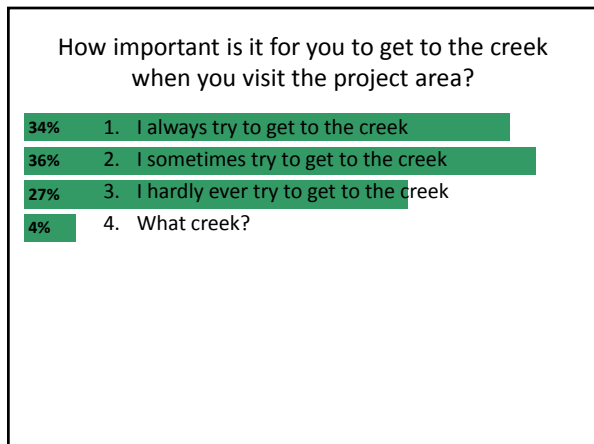 How important is it for you to get to the creek
when you visit the project area?
34% 1. I always try to get to the creek
36% 2. I sometimes try to get to the creek
27% 3. I hardly ever try to get to the creek
4% 4. What creek?